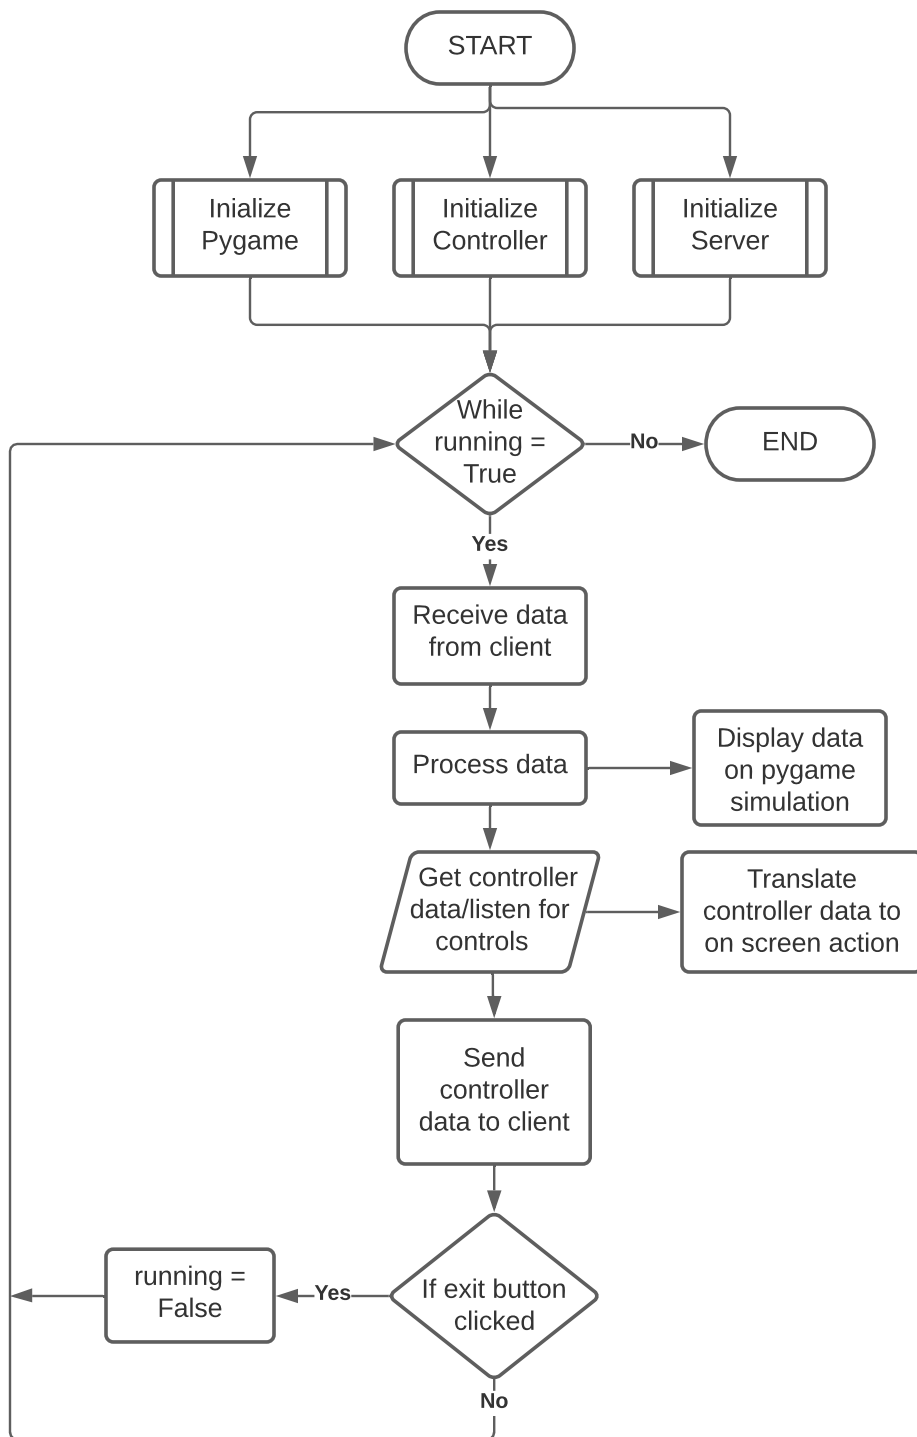 START
Inialize
Pygame
Initialize
Controller
Initialize
Server
While
running =
True
No
END
Yes
Receive data
from client
Process data
Display data
on pygame
simulation
Get controller
data/listen for
controls
Translate
controller data to
on screen action
Send
controller
data to client
If exit button
clicked
Yes
running =
False
No